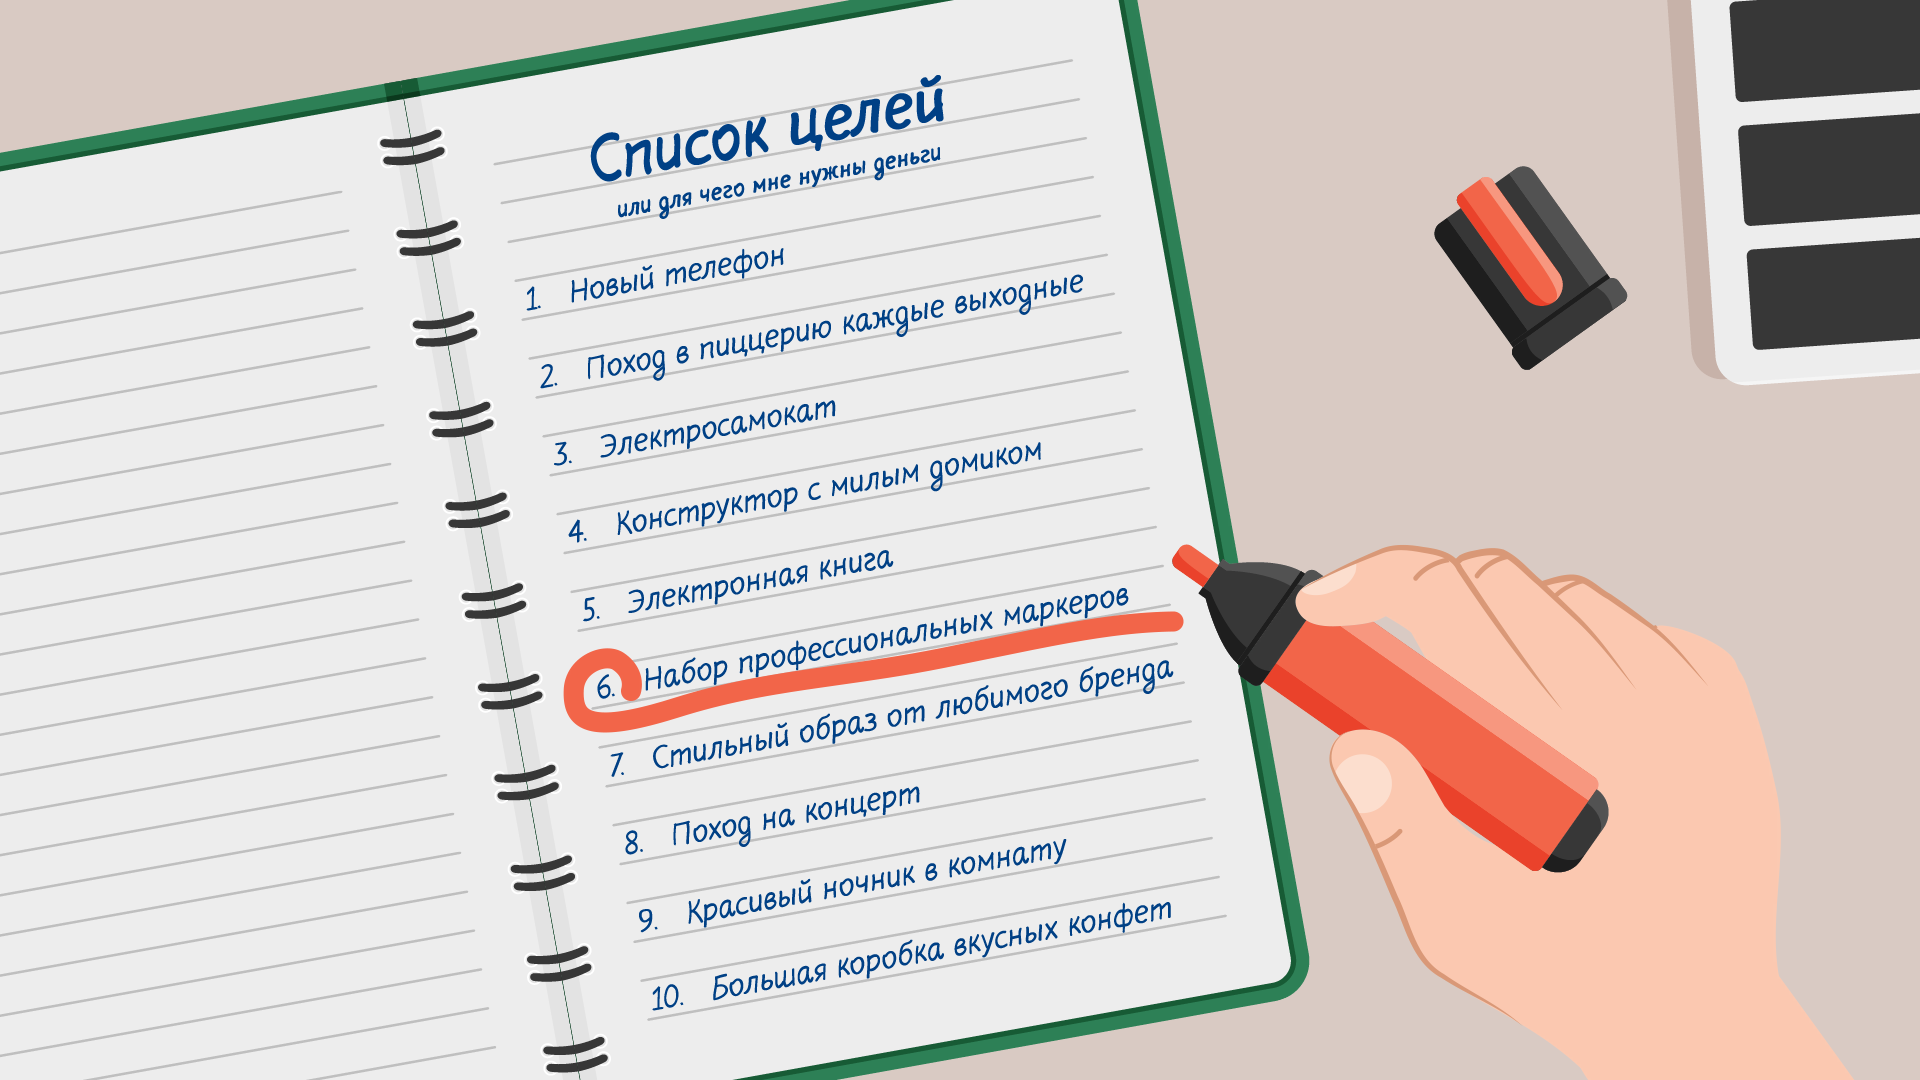 Список целей
или для чего мне нужны деньги
1. Новый телефон
2. Поход в пиццерию каждые выходные
3. Электросамокат
4. Конструктор с милым домиком
5. Электронная книга
6. Набор профессиональных маркеров
7. Стильный образ от любимого бренда
8. Поход на концерт
9. Красивый ночник в комнату
10. Большая коробка вкусных конфет